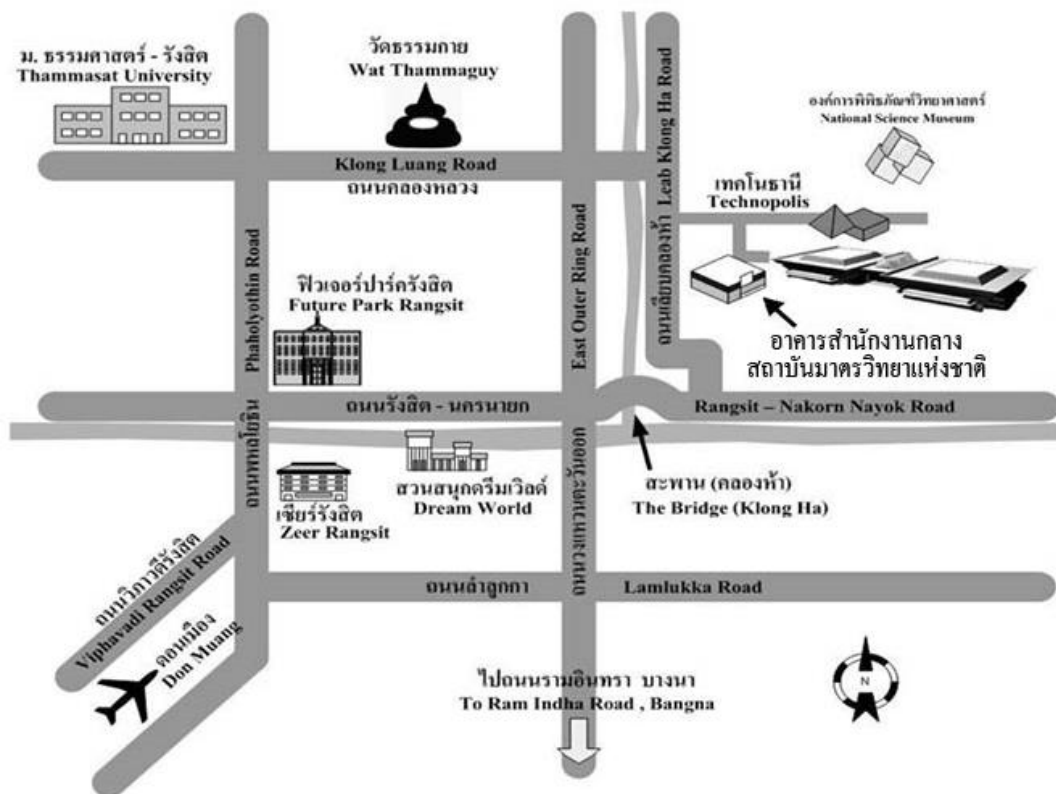 ม. ธรรมศาสตร์ - รังสิต
Thammasat University
วัดธรรมกาย
Wat Thammaguy
องค์การพิพิธภัณฑ์วิทยาศาสตร์
National Science Museum
Klong Luang Road
ถนนคลองหลวง
Leab Klong Ha Road
ถนนเลียบคลองห้า
เทคโนธานี
Technopolis
Phaholyothin Road
ถนนพหลโยธิน
East Outer Ring Road
ถนนวงแหวนตะวันออก
ฟิวเจอร์ปาร์ครังสิต
Future Park Rangsit
อาคารสำนักงานกลาง
สถาบันมาตรวิทยาแห่งชาติ
ถนนรังสิต - นครนายก
Rangsit – Nakorn Nayok Road
เซียร์รังสิต
Zeer Rangsit
สวนสนุกดรีมเวิลด์
Dream World
สะพาน (คลองห้า)
The Bridge (Klong Ha)
ถนนวิภาวดีรังสิต
Viphavadi Rangsit Road
ดอนเมือง
Don Muang
ถนนลำลูกกา
Lamlukka Road
ไปถนนรามอินทรา บางนา
To Ram Indha Road , Bangna
N